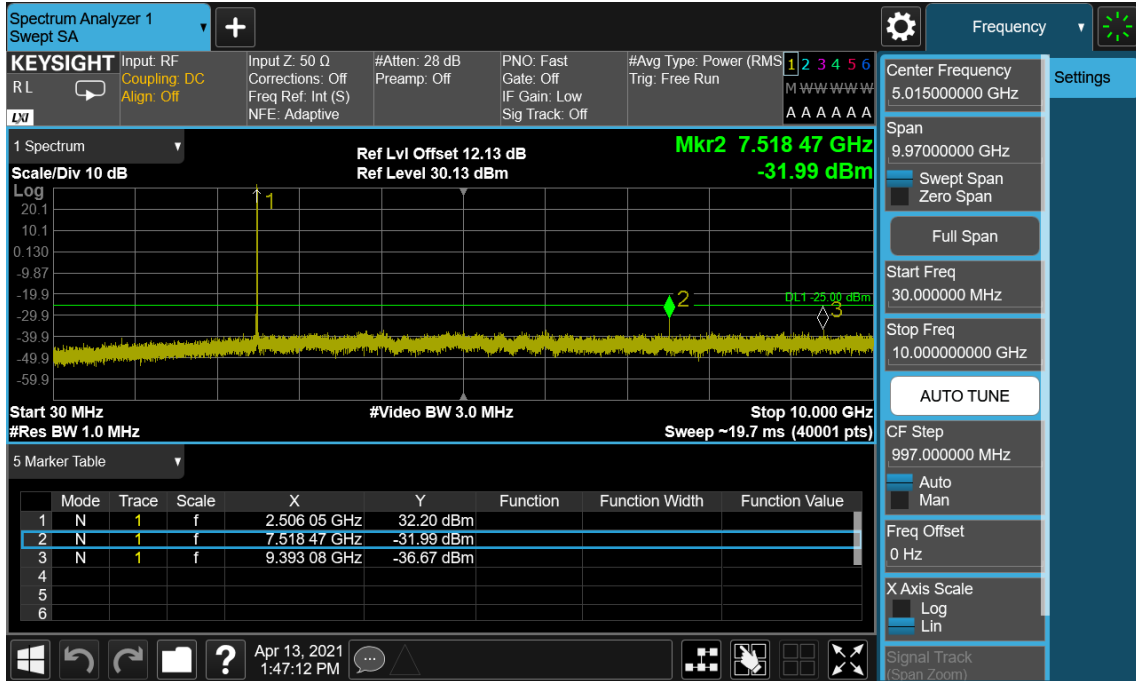 Spectrum Analyzer 1
Swept SA
+
Frequency
KEYSIGHT
RL
LXI
Input: RF
Coupling: DC
Align: Off
Input Z: 50 Ω
Corrections: Off
Freq Ref: Int (S)
NFE: Adaptive
#Atten: 28 dB
Preamp: Off
PNO: Fast
Gate: Off
IF Gain: Low
Sig Track: Off
#Avg Type: Power (RMS
Trig: Free Run
1 2 3 4 5 6
M W W W W W
A A A A A A
1 Spectrum
Scale/Div 10 dB
Ref Lvl Offset 12.13 dB
Ref Level 30.13 dBm
Mkr2 7.518 47 GHz
-31.99 dBm
Log
20.1
10.1
0.130
-9.87
-19.9
-29.9
-39.9
-49.9
-59.9
1
2
DL1 -25.00 dBm
3
Start 30 MHz
#Video BW 3.0 MHz
Stop 10.000 GHz
#Res BW 1.0 MHz
Sweep ~19.7 ms (40001 pts)
5 Marker Table
Mode Trace Scale X Y Function Function Width Function Value
1 N 1 f 2.506 05 GHz 32.20 dBm
2 N 1 f 7.518 47 GHz -31.99 dBm
3 N 1 f 9.393 08 GHz -36.67 dBm
4
5
6
?
Apr 13, 2021
1:47:12 PM
Center Frequency
5.015000000 GHz
Span
9.97000000 GHz
Swept Span
Zero Span
Full Span
Start Freq
30.000000 MHz
Stop Freq
10.000000000 GHz
AUTO TUNE
CF Step
997.000000 MHz
Auto
Man
Freq Offset
0 Hz
X Axis Scale
Log
Lin
Signal Track
(Span Zoom)
Settings